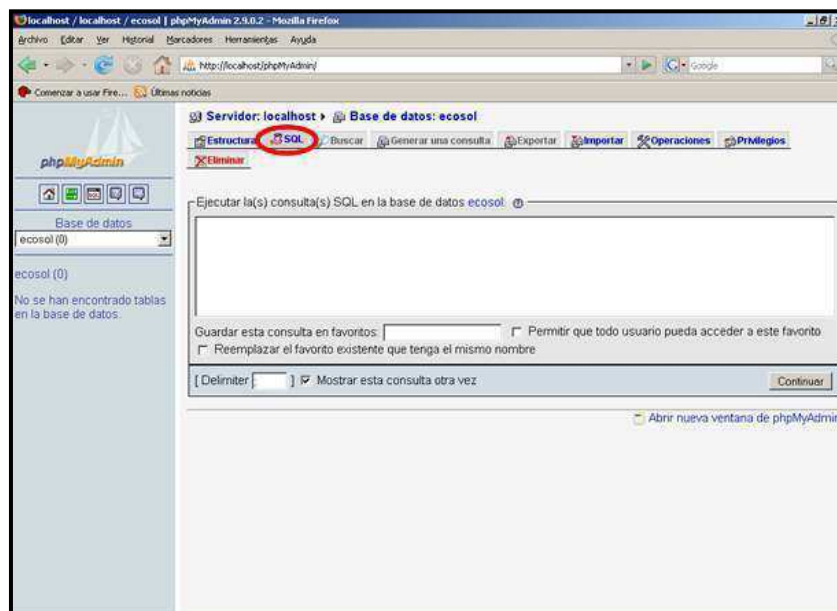 localhost / localhost / ecosol | phpMyAdmin 2.9.0.2 - Mozilla Firefox
Archivo Editar Ver Historial Marcadores Herramientas Ayuda
http://localhost/phpMyAdmin/
Google
Comenzar a usar Fire... Últimas noticias
phpMyAdmin
Base de datos
ecosol (0)
ecosol (0)
No se han encontrado tablas
en la base de datos.
Servidor: localhost Base de datos: ecosol
Estructura SQL Buscar Generar una consulta Exportar Importar Operaciones Privilegios
Eliminar
Ejecutar la(s) consulta(s) SQL en la base de datos ecosol:
Guardar esta consulta en favoritos: Permitir que todo usuario pueda acceder a este favorito
Reemplazar el favorito existente que tenga el mismo nombre
[ Delimiter ; ] Mostrar esta consulta otra vez
Continuar
Abrir nueva ventana de phpMyAdmin